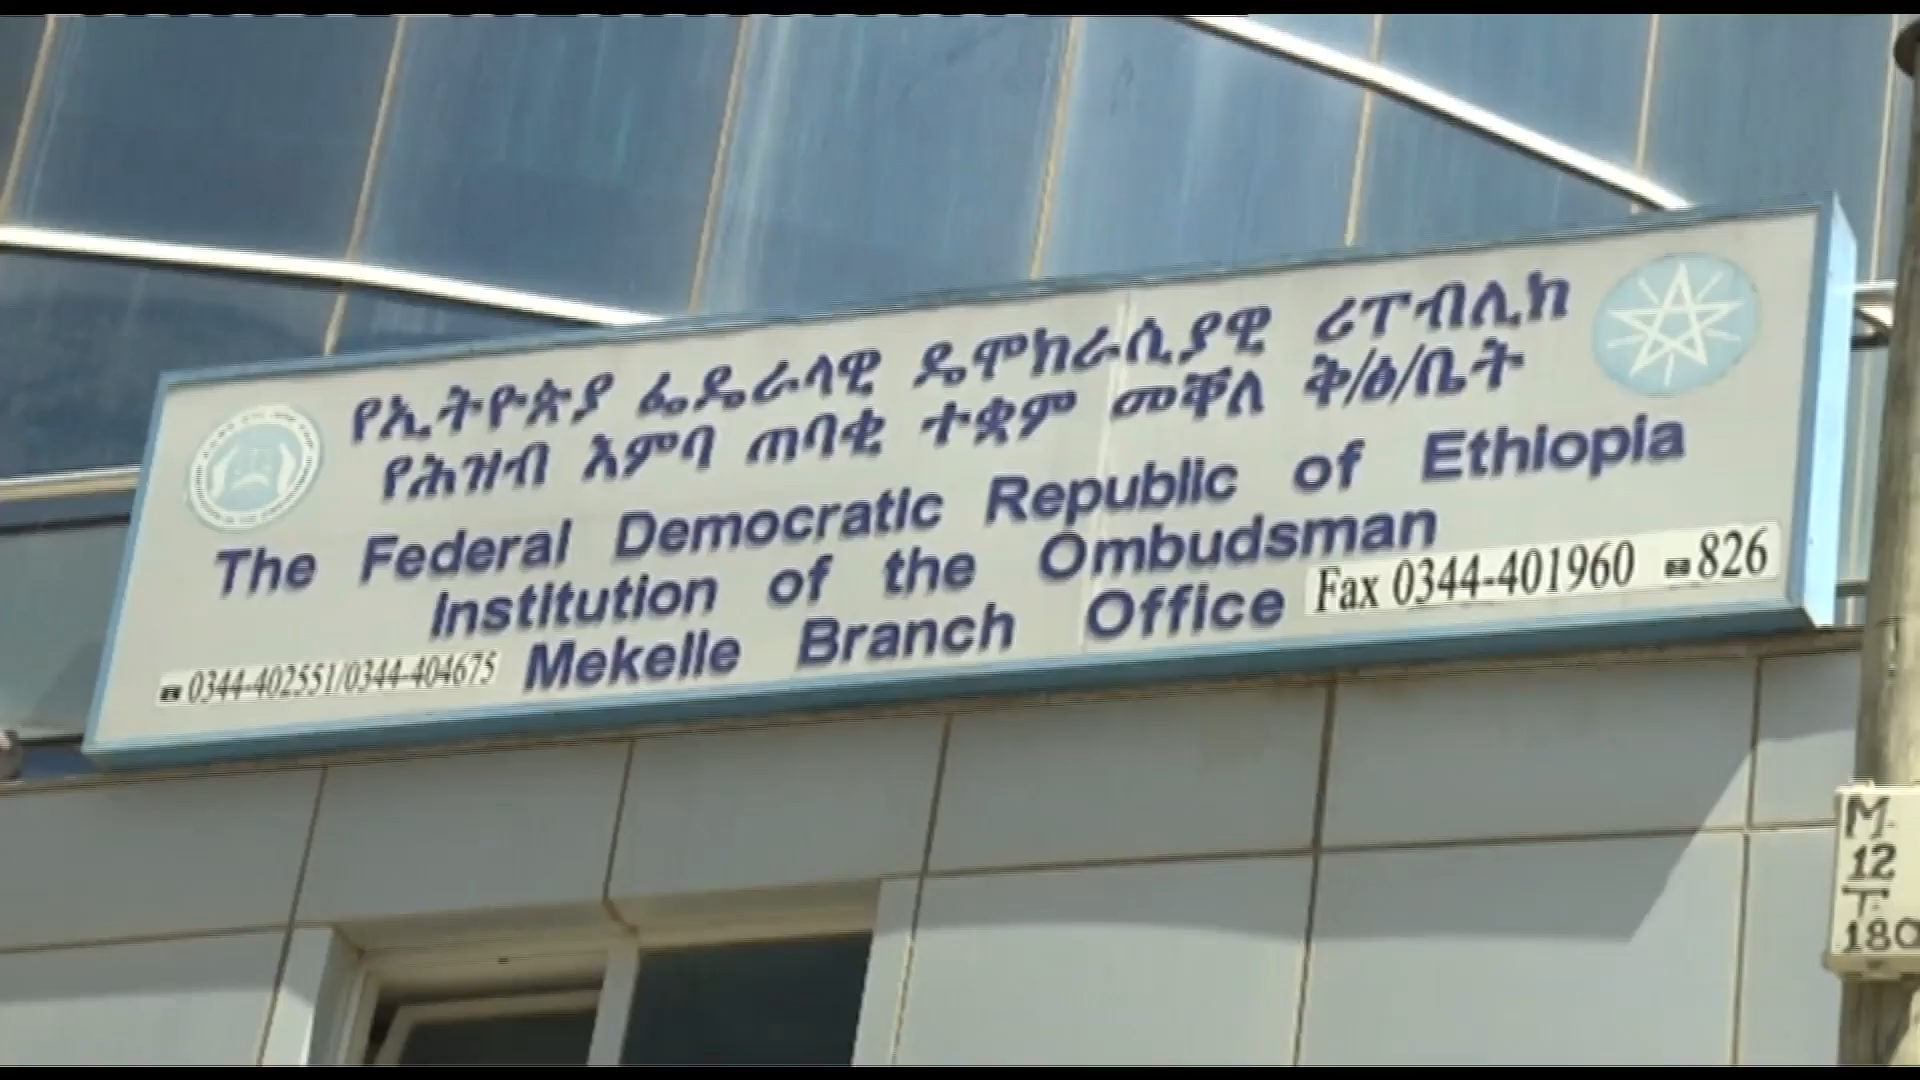 የኢትዮጵያ ፌዴራላዊ ዴሞክራሲያዊ ሪፐብሊክ
የሕዝብ እምባ ጠባቂ ተቋም መቐለ ቅ/ፅ/ቤት
The Federal Democratic Republic of Ethiopia
Institution of the Ombudsman
Mekelle Branch Office
0344-402551/0344-404675
Fax 0344-401960 826
M.
12
T.
180